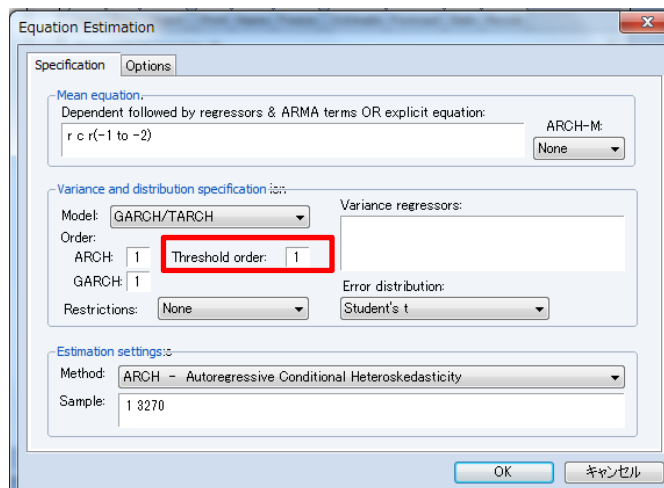 Equation Estimation
Specification
Options
Mean equation
Dependent followed by regressors & ARMA terms OR explicit equation:
r c r(-1 to -2)
ARCH-M:
None
Variance and distribution specification
Model: GARCH/TARCH
Order:
ARCH: 1 Threshold order: 1
GARCH: 1
Restrictions: None
Variance regressors:
Error distribution:
Student's t
Estimation settings:
Method: ARCH - Autoregressive Conditional Heteroskedasticity
Sample: 1 3270
OK キャンセル